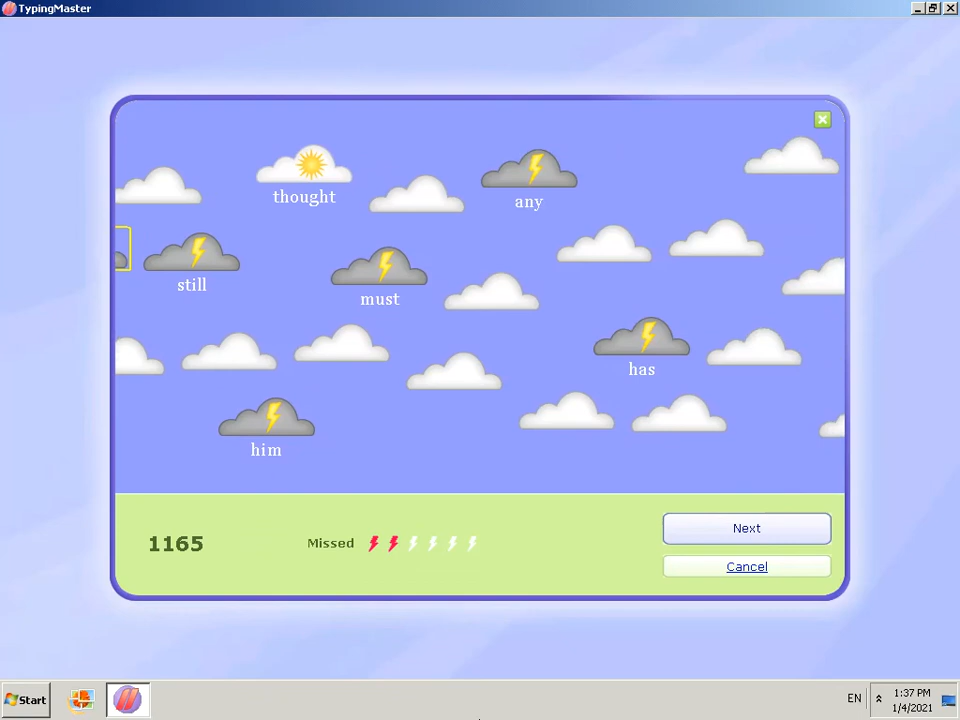 TypingMaster
thought
any
still
must
has
him
1165
Missed
Next
Cancel
Start
EN
1:37 PM
1/4/2021